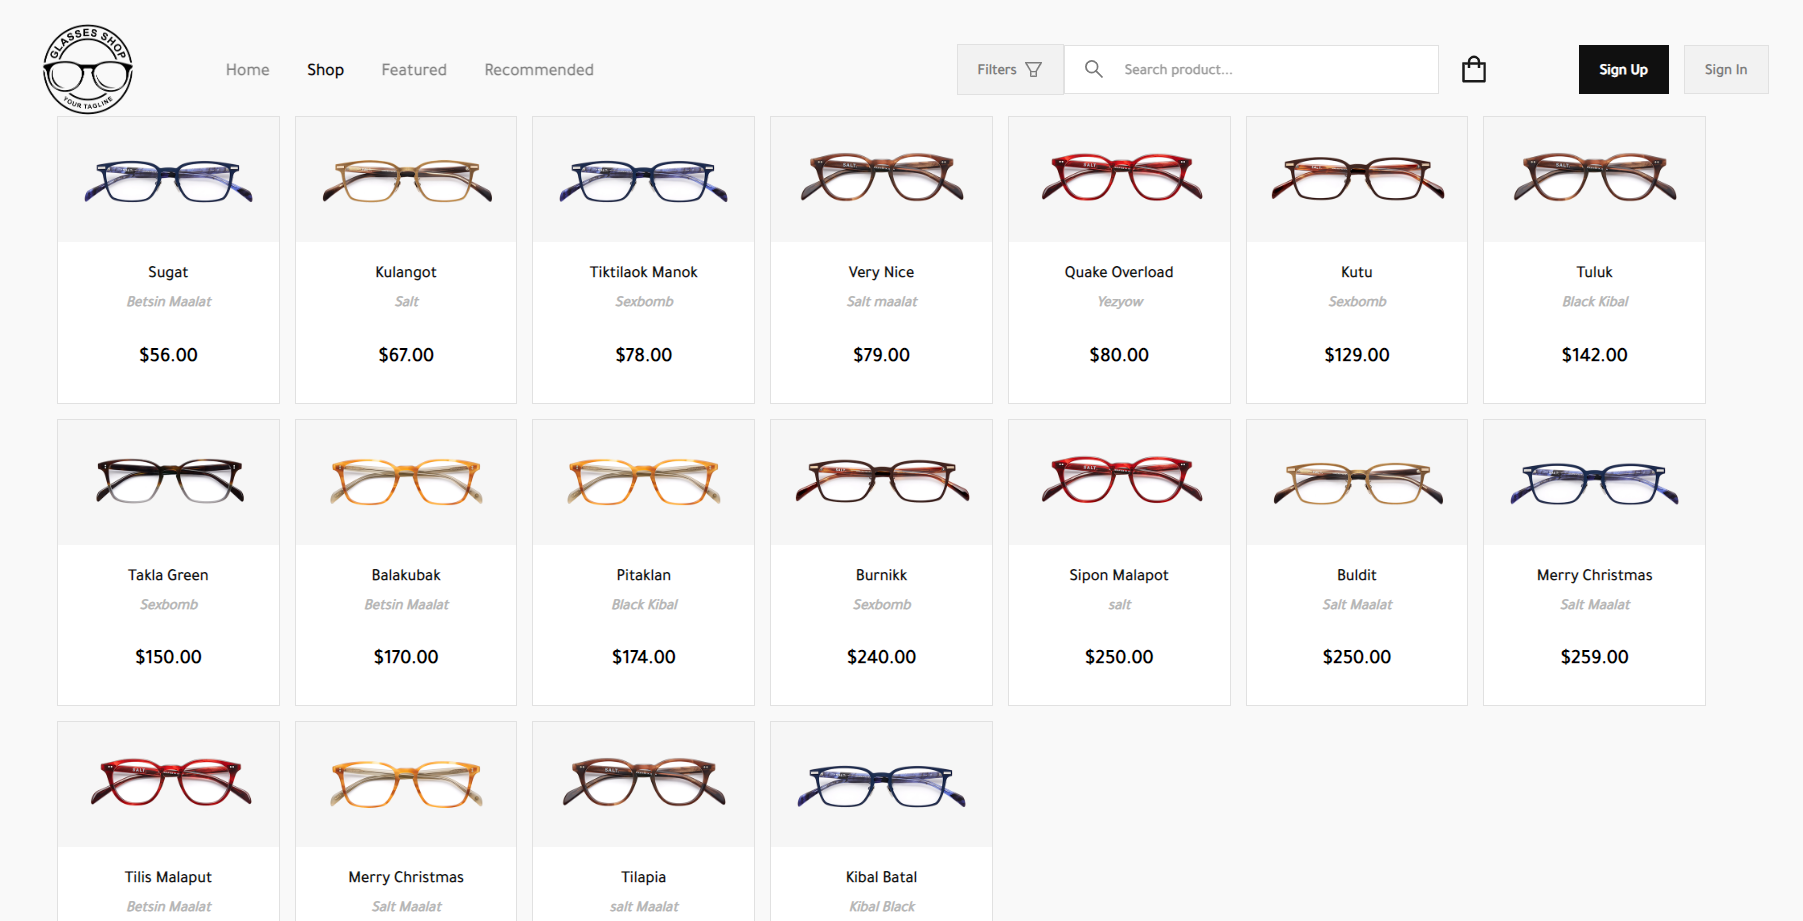 GLASSES SHOP
YOUR TAGLINE
Home
Shop
Featured
Recommended
Filters
Search product...
Sign Up
Sign In
Sugat
Betsin Maalat
$56.00
Kulangot
Salt
$67.00
Tiktilaok Manok
Sexbomb
$78.00
Very Nice
Salt maalat
$79.00
Quake Overload
Yezyow
$80.00
Kutu
Sexbomb
$129.00
Tuluk
Black Kibal
$142.00
Takla Green
Sexbomb
$150.00
Balakubak
Betsin Maalat
$170.00
Pitaklan
Black Kibal
$174.00
Burnikk
Sexbomb
$240.00
Sipon Malapot
salt
$250.00
Buldit
Salt Maalat
$250.00
Merry Christmas
Salt Maalat
$259.00
Tilis Malaput
Betsin Maalat
Merry Christmas
Salt Maalat
Tilapia
salt Maalat
Kibal Batal
Kibal Black